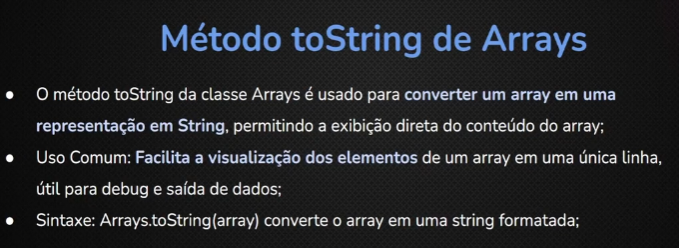 Método toString de Arrays
● O método toString da classe Arrays é usado para converter um array em uma
representação em String, permitindo a exibição direta do conteúdo do array;
● Uso Comum: Facilita a visualização dos elementos de um array em uma única linha,
útil para debug e saída de dados;
● Sintaxe: Arrays.toString(array) converte o array em uma string formatada;